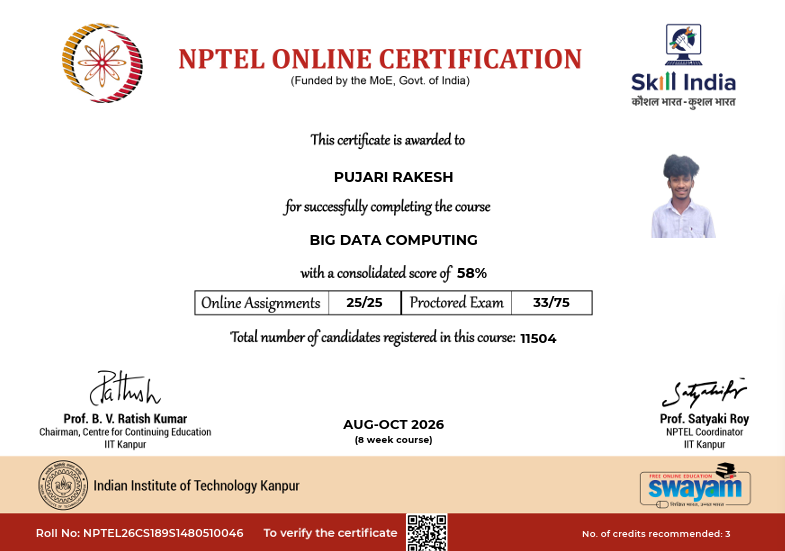 NPTEL ONLINE CERTIFICATION
(Funded by the MoE, Govt. of India)
Skill India
कौशल भारत - कुशल भारत
This certificate is awarded to
PUJARI RAKESH
for successfully completing the course
BIG DATA COMPUTING
with a consolidated score of 58%
Online Assignments 25/25 Proctored Exam 33/75
Total number of candidates registered in this course: 11504
Prof. B. V. Ratish Kumar
Chairman, Centre for Continuing Education
IIT Kanpur
AUG-OCT 2026
(8 week course)
Prof. Satyaki Roy
NPTEL Coordinator
IIT Kanpur
Indian Institute of Technology Kanpur
FREE ONLINE EDUCATION
swayam
शिक्षित भारत, उन्नत भारत
Roll No: NPTEL26CS189S1480510046 To verify the certificate
No. of credits recommended: 3